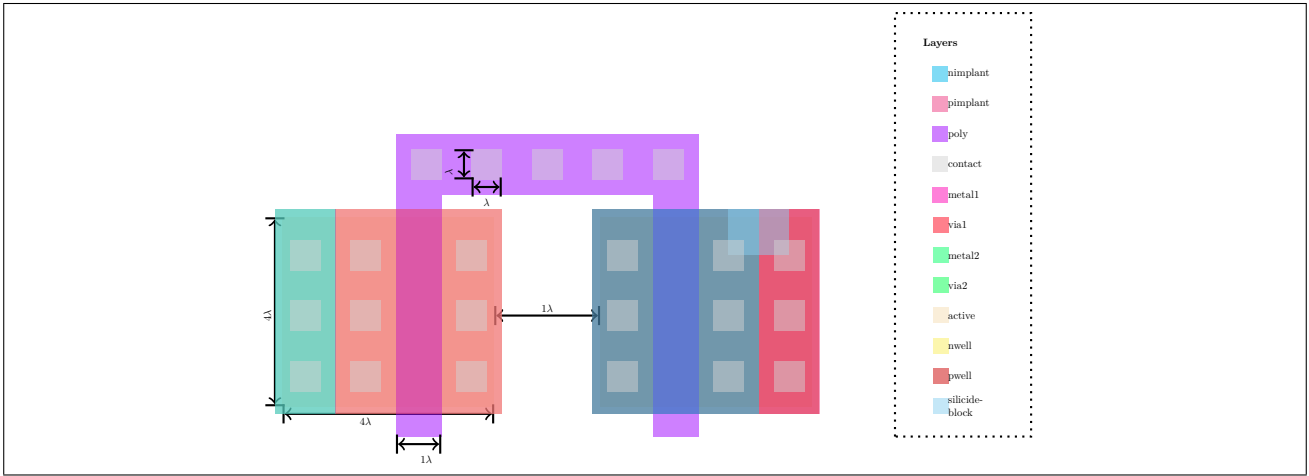 Layers
nimplant
pimplant
poly
contact
metal1
via1
metal2
via2
active
nwell
pwell
silicide-
block
λ
λ
1λ
4λ
4λ
1λ